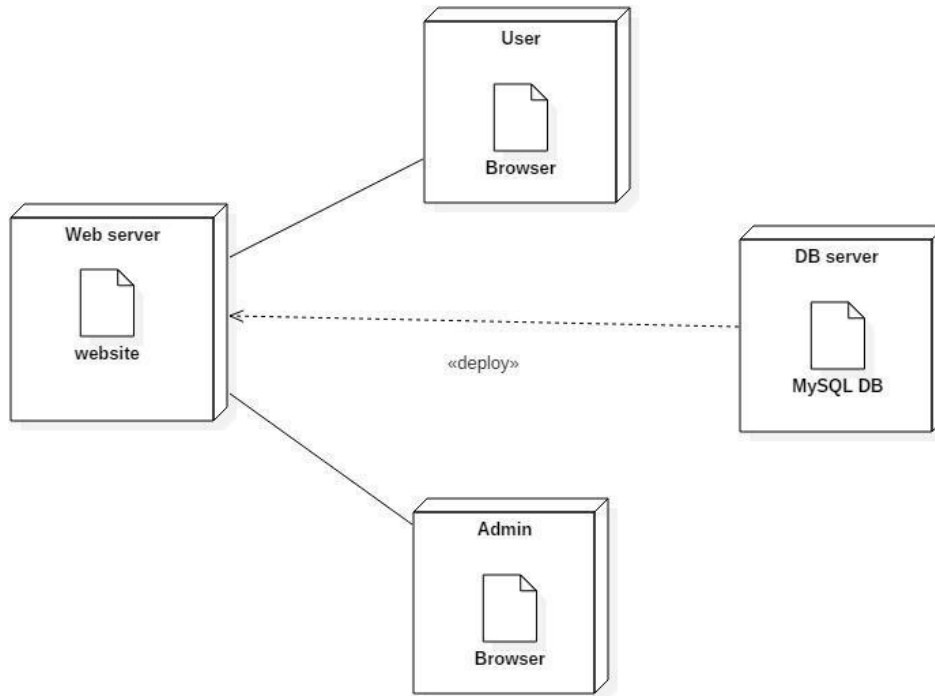 User
Browser
Web server
website
DB server
MySQL DB
«deploy»
Admin
Browser